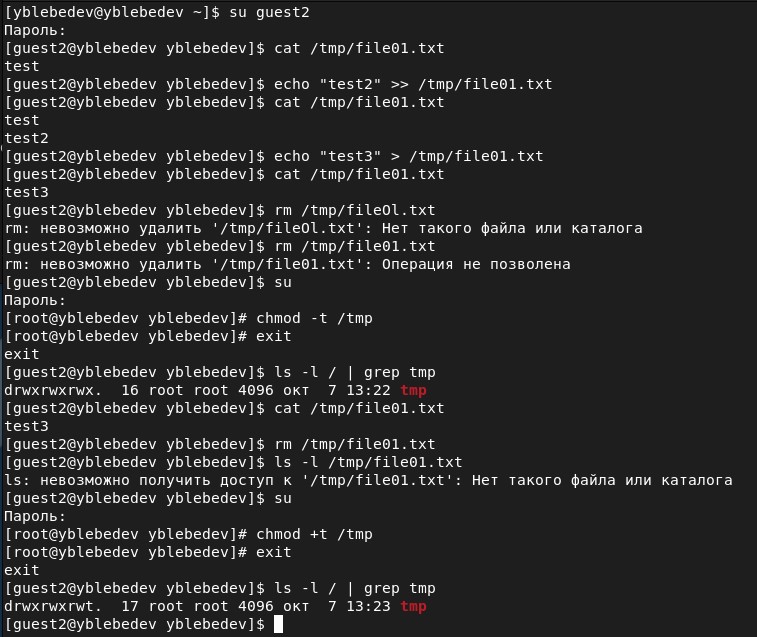 [yblebedev@yblebedev ~]$ su guest2
Пароль:
[guest2@yblebedev yblebedev]$ cat /tmp/file01.txt
test
[guest2@yblebedev yblebedev]$ echo "test2" >> /tmp/file01.txt
[guest2@yblebedev yblebedev]$ cat /tmp/file01.txt
test
test2
[guest2@yblebedev yblebedev]$ echo "test3" > /tmp/file01.txt
[guest2@yblebedev yblebedev]$ cat /tmp/file01.txt
test3
[guest2@yblebedev yblebedev]$ rm /tmp/fileOl.txt
rm: невозможно удалить '/tmp/fileOl.txt': Нет такого файла или каталога
[guest2@yblebedev yblebedev]$ rm /tmp/file01.txt
rm: невозможно удалить '/tmp/file01.txt': Операция не позволена
[guest2@yblebedev yblebedev]$ su
Пароль:
[root@yblebedev yblebedev]# chmod -t /tmp
[root@yblebedev yblebedev]# exit
exit
[guest2@yblebedev yblebedev]$ ls -l / | grep tmp
drwxrwxrwx.  16 root root 4096 окт  7 13:22 tmp
[guest2@yblebedev yblebedev]$ cat /tmp/file01.txt
test3
[guest2@yblebedev yblebedev]$ rm /tmp/file01.txt
[guest2@yblebedev yblebedev]$ ls -l /tmp/file01.txt
ls: невозможно получить доступ к '/tmp/file01.txt': Нет такого файла или каталога
[guest2@yblebedev yblebedev]$ su
Пароль:
[root@yblebedev yblebedev]# chmod +t /tmp
[root@yblebedev yblebedev]# exit
exit
[guest2@yblebedev yblebedev]$ ls -l / | grep tmp
drwxrwxrwt.  17 root root 4096 окт  7 13:23 tmp
[guest2@yblebedev yblebedev]$